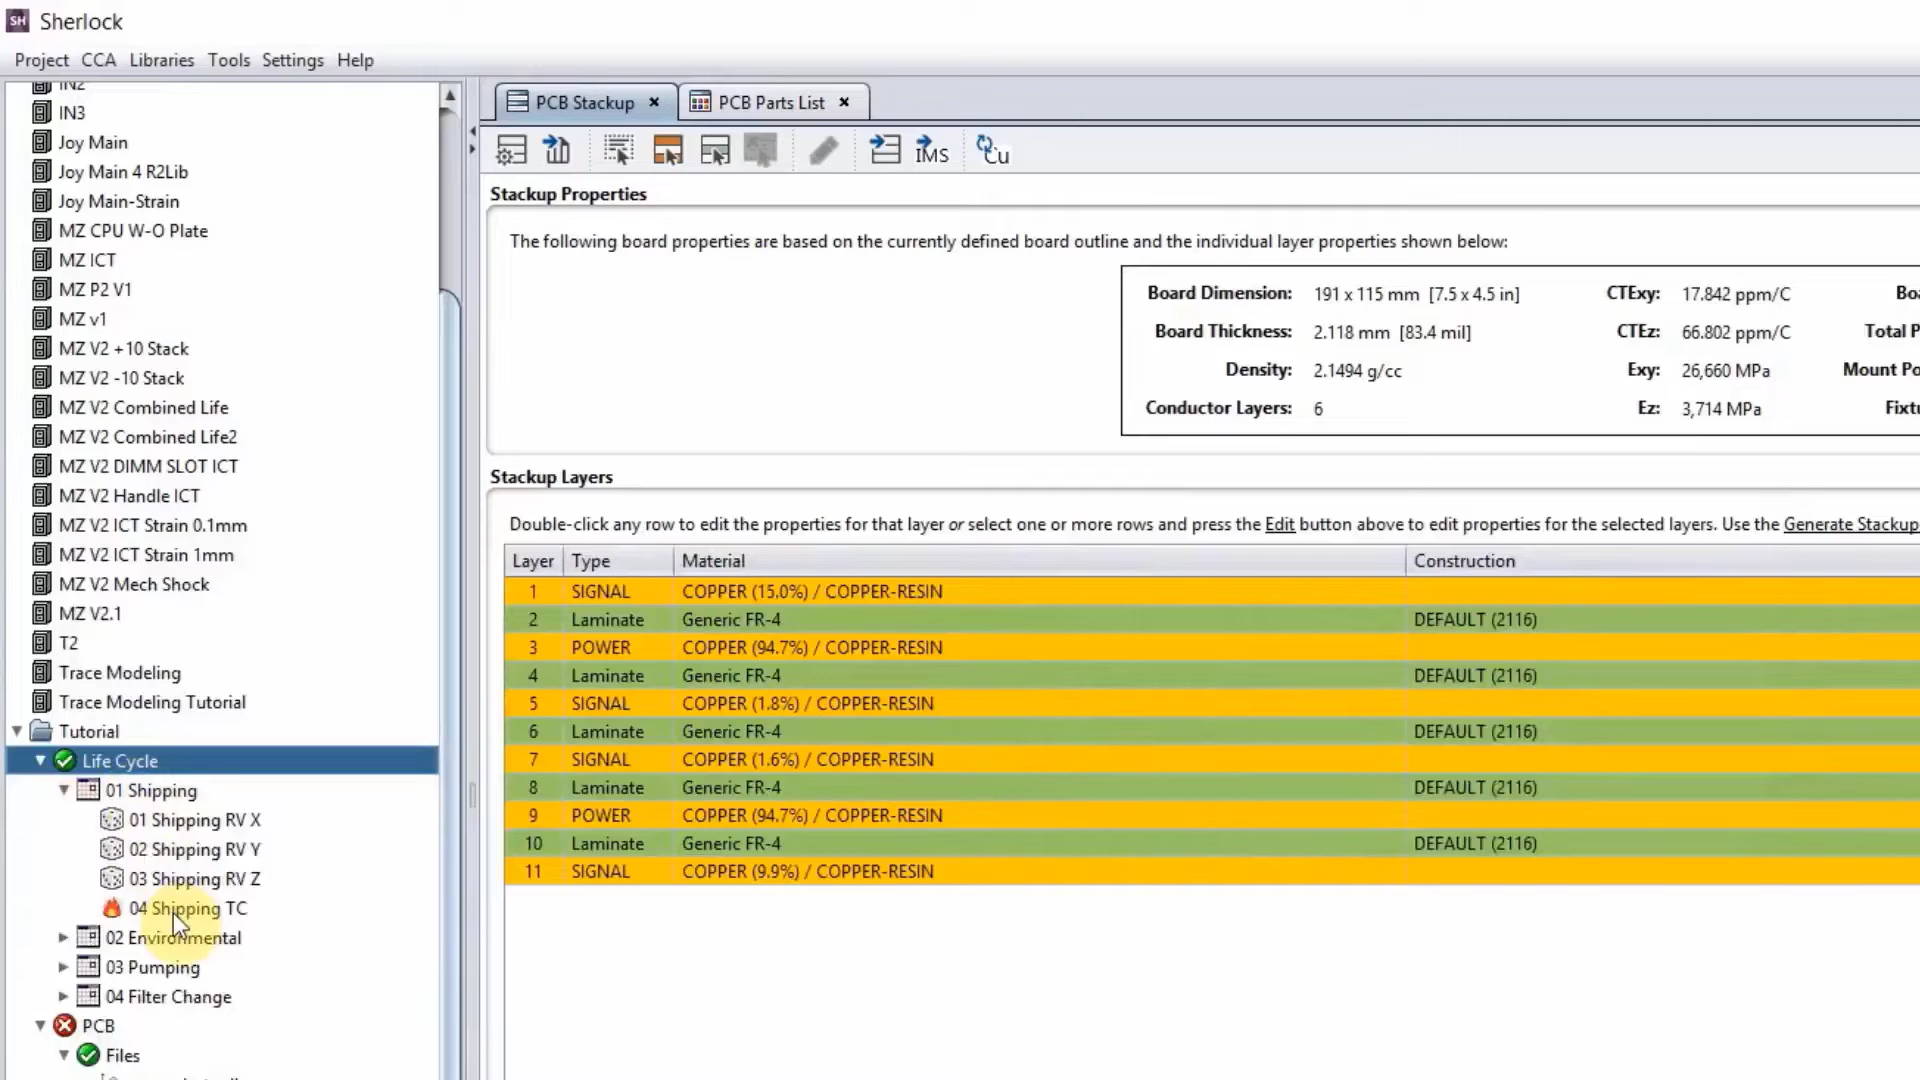 SH Sherlock
Project CCA Libraries Tools Settings Help
IN2
IN3
Joy Main
Joy Main 4 R2Lib
Joy Main-Strain
MZ CPU W-O Plate
MZ ICT
MZ P2 V1
MZ v1
MZ V2 +10 Stack
MZ V2 -10 Stack
MZ V2 Combined Life
MZ V2 Combined Life2
MZ V2 DIMM SLOT ICT
MZ V2 Handle ICT
MZ V2 ICT Strain 0.1mm
MZ V2 ICT Strain 1mm
MZ V2 Mech Shock
MZ V2.1
T2
Trace Modeling
Trace Modeling Tutorial
Tutorial
Life Cycle
01 Shipping
01 Shipping RV X
02 Shipping RV Y
03 Shipping RV Z
04 Shipping TC
02 Environmental
03 Pumping
04 Filter Change
PCB
Files
PCB Stackup PCB Parts List
IMS Cu
Stackup Properties
The following board properties are based on the currently defined board outline and the individual layer properties shown below:
Board Dimension: 191 x 115 mm [7.5 x 4.5 in] CTExy: 17.842 ppm/C Boa
Board Thickness: 2.118 mm [83.4 mil] CTEz: 66.802 ppm/C Total P
Density: 2.1494 g/cc Exy: 26,660 MPa Mount Po
Conductor Layers: 6 Ez: 3,714 MPa Fixtu
Stackup Layers
Double-click any row to edit the properties for that layer or select one or more rows and press the Edit button above to edit properties for the selected layers. Use the Generate Stackup
Layer Type Material Construction
1 SIGNAL COPPER (15.0%) / COPPER-RESIN
2 Laminate Generic FR-4 DEFAULT (2116)
3 POWER COPPER (94.7%) / COPPER-RESIN
4 Laminate Generic FR-4 DEFAULT (2116)
5 SIGNAL COPPER (1.8%) / COPPER-RESIN
6 Laminate Generic FR-4 DEFAULT (2116)
7 SIGNAL COPPER (1.6%) / COPPER-RESIN
8 Laminate Generic FR-4 DEFAULT (2116)
9 POWER COPPER (94.7%) / COPPER-RESIN
10 Laminate Generic FR-4 DEFAULT (2116)
11 SIGNAL COPPER (9.9%) / COPPER-RESIN